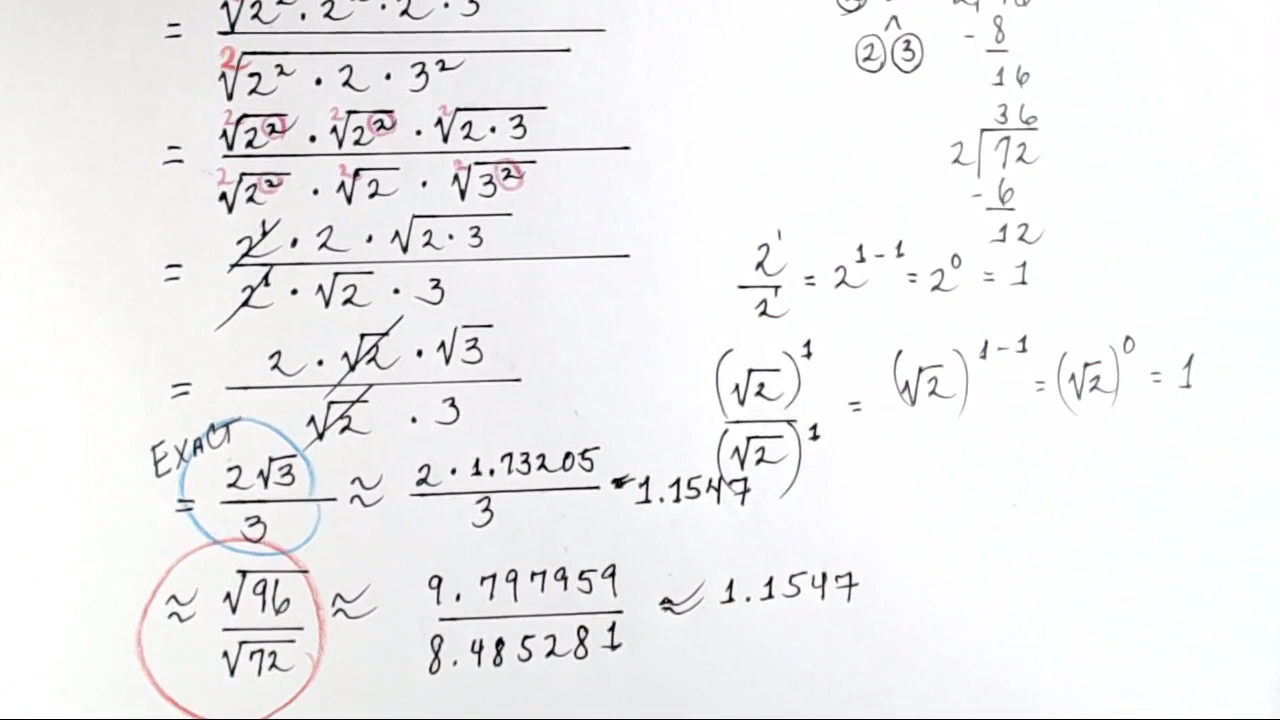 = √2² · 2² · 2 · 3
²√2² · 2 · 3²
= ²√2² · ²√2² · ²√2 · 3
²√2² · ²√2 · ²√3²
= 2¹ · 2 · √2 · 3
2¹ · √2 · 3
= 2 · √2 · √3
√2 · 3
EXACT
= 2√3 / 3 ≈ 2 · 1.73205 / 3 = 1.1547
≈ √96 / √72 ≈ 9.797959 / 8.485281 ≈ 1.1547
2 3
- 8
16
36
2√72
- 6
12
2¹ / 2¹ = 2¹⁻¹ = 2⁰ = 1
(√2)¹ / (√2)¹ = (√2)¹⁻¹ = (√2)⁰ = 1